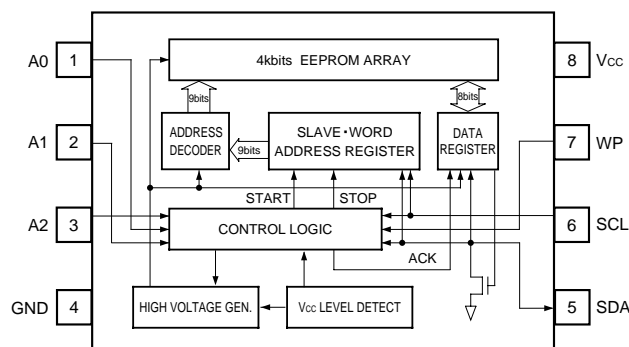 A0 1
4kbits EEPROM ARRAY
8 Vcc
9bits
8bits
A1 2
ADDRESS
DECODER
9bits
SLAVE・WORD
ADDRESS REGISTER
DATA
REGISTER
7 WP
START
STOP
A2 3
CONTROL LOGIC
6 SCL
ACK
GND 4
HIGH VOLTAGE GEN.
Vcc LEVEL DETECT
5 SDA